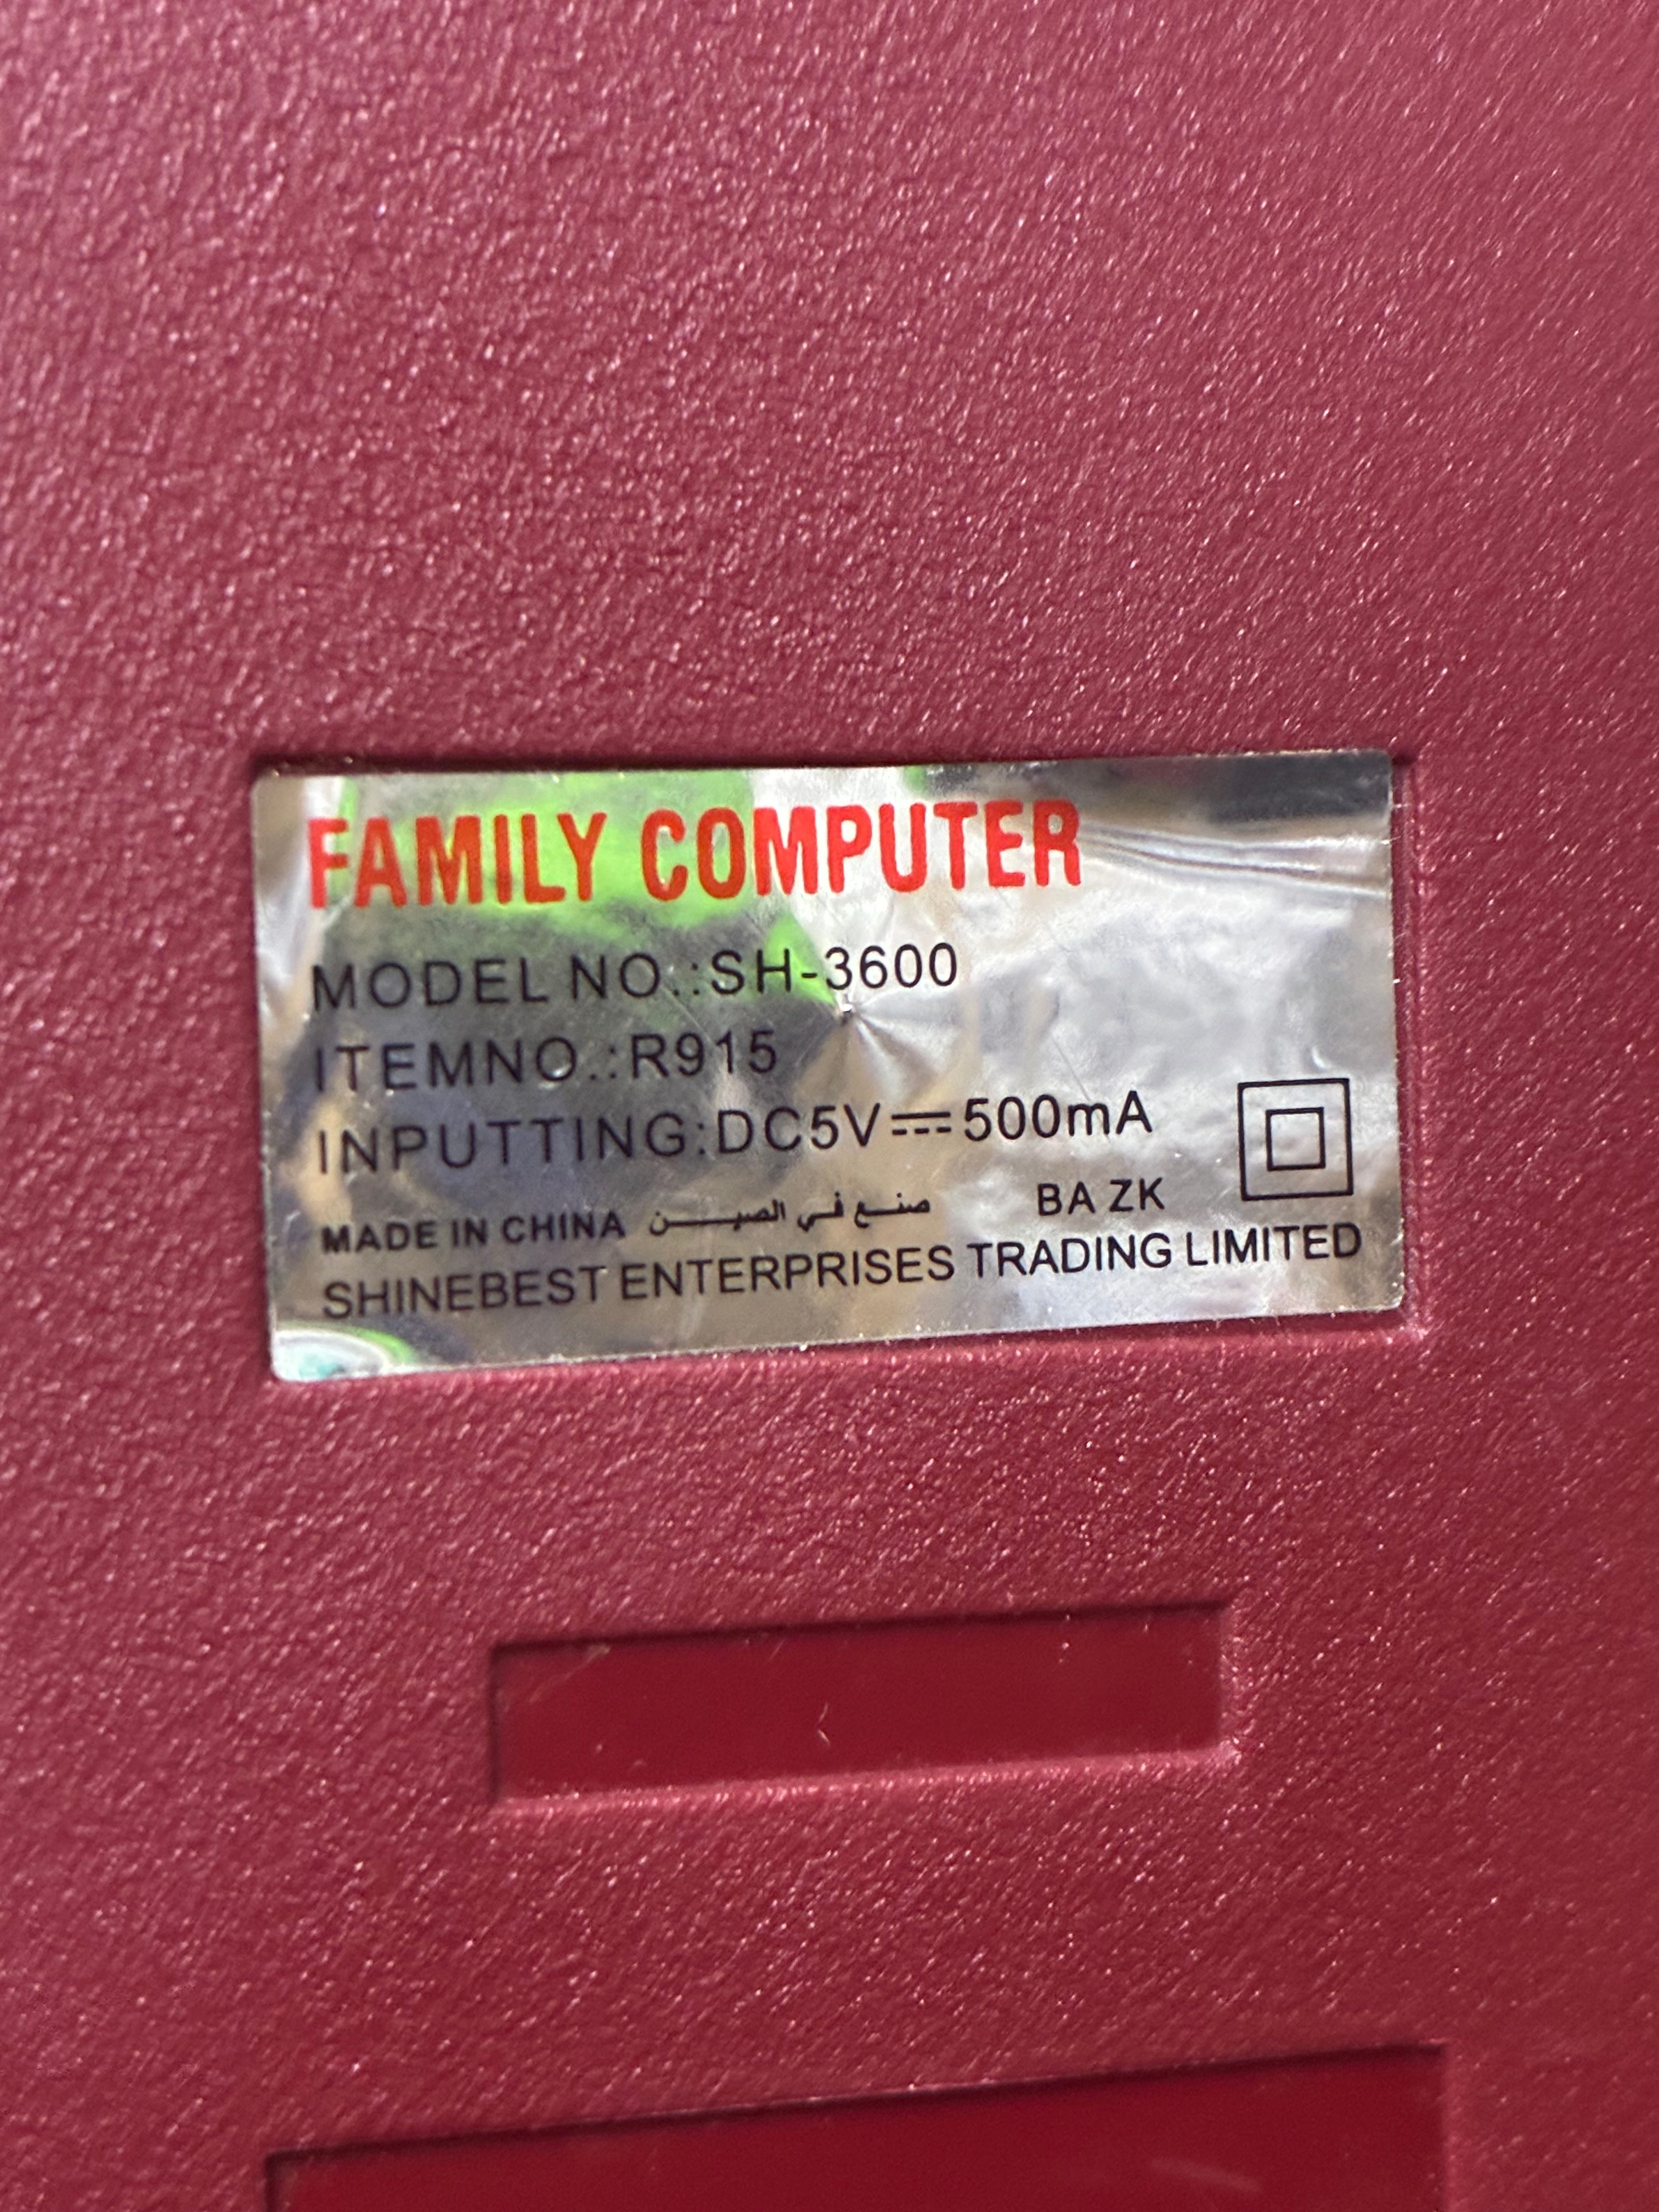 FAMILY COMPUTER
MODEL NO.:SH-3600
ITEMNO.:R915
INPUTTING:DC5V⎓500mA
MADE IN CHINA صنع في الصين BA ZK
SHINEBEST ENTERPRISES TRADING LIMITED